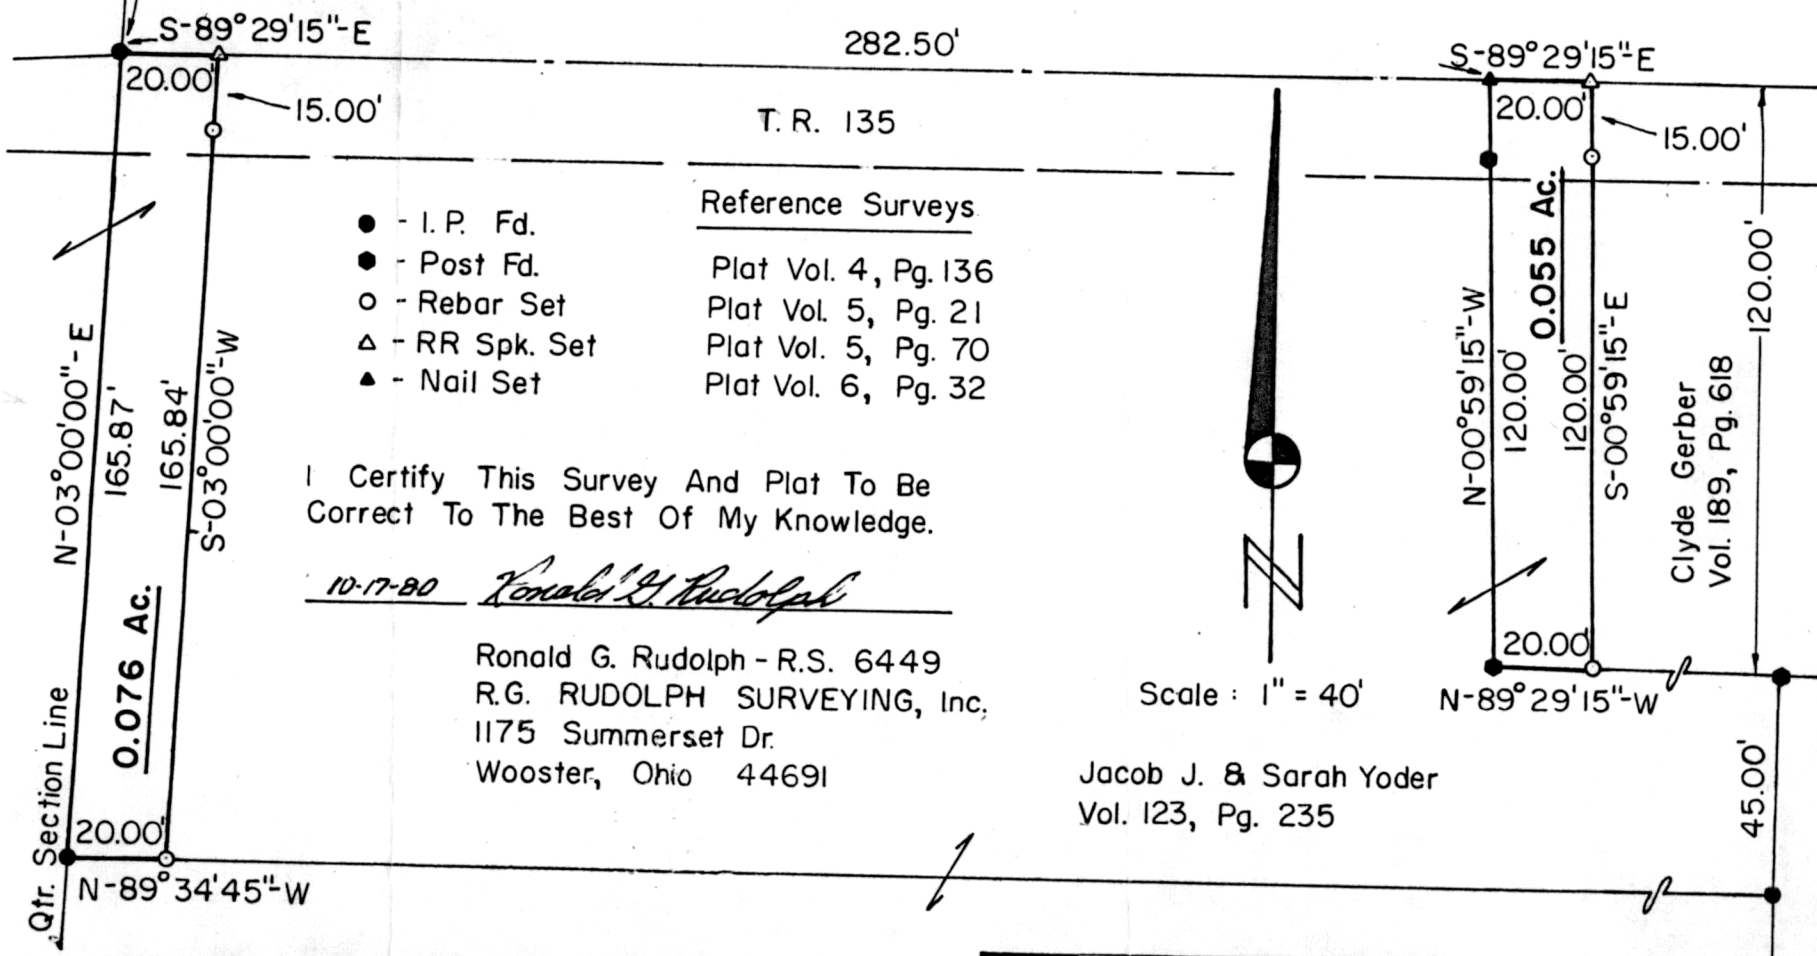 S-89°29'15"-E
282.50'
S-89°29'15"-E
20.00'
15.00'
T. R. 135
20.00'
15.00'
- I.P. Fd.
- Post Fd.
- Rebar Set
- RR Spk. Set
- Nail Set
Reference Surveys
Plat Vol. 4, Pg. 136
Plat Vol. 5, Pg. 21
Plat Vol. 5, Pg. 70
Plat Vol. 6, Pg. 32
N-03°00'00"-E
165.87'
165.84'
S-03°00'00"-W
0.076 Ac.
Qtr. Section Line
20.00'
N-89°34'45"-W
I Certify This Survey And Plat To Be
Correct To The Best Of My Knowledge.
10-17-80 Ronald G. Rudolph
Ronald G. Rudolph - R.S. 6449
R.G. RUDOLPH SURVEYING, Inc.
1175 Summerset Dr.
Wooster, Ohio 44691
N
Scale : 1" = 40'
Jacob J. & Sarah Yoder
Vol. 123, Pg. 235
N-00°59'15"-W
120.00'
0.055 Ac.
120.00'
S-00°59'15"-E
Clyde Gerber
Vol. 189, Pg. 618
120.00'
20.00'
N-89°29'15"-W
45.00'